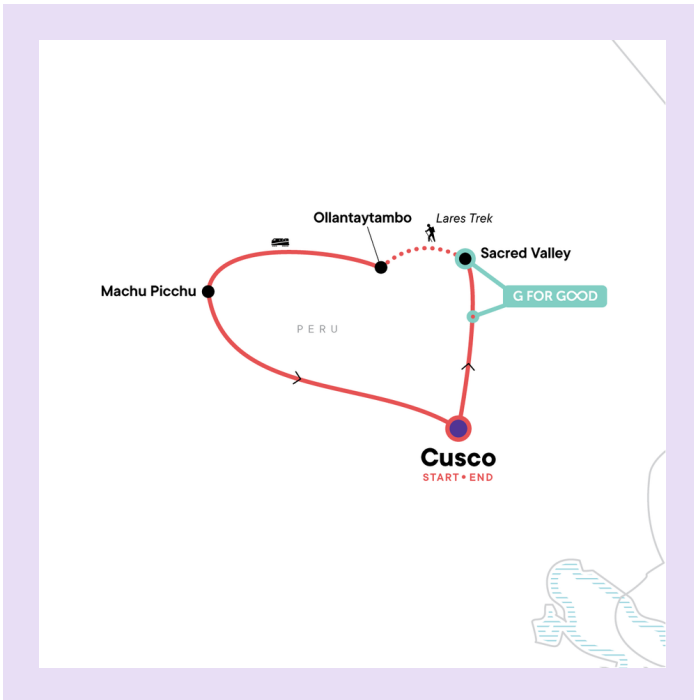 Ollantaytambo
Lares Trek
Sacred Valley
Machu Picchu
G FOR GOOD
PERU
Cusco
START • END